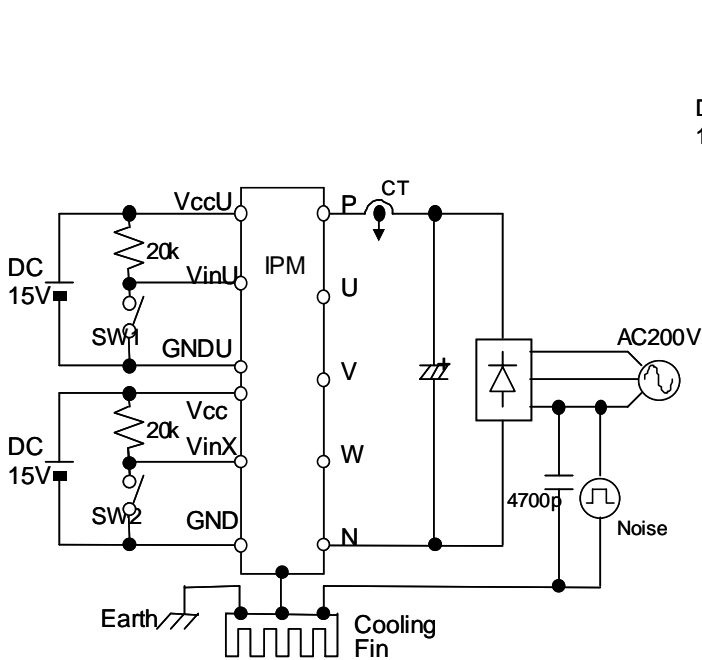 D
1
CT
VccU
P
20k
IPM
DC
15V
VinU
U
SW1
GNDU
AC200V
V
Vcc
20k
DC
15V
VinX
W
4700p
SW2
GND
N
Noise
Earth
Cooling
Fin